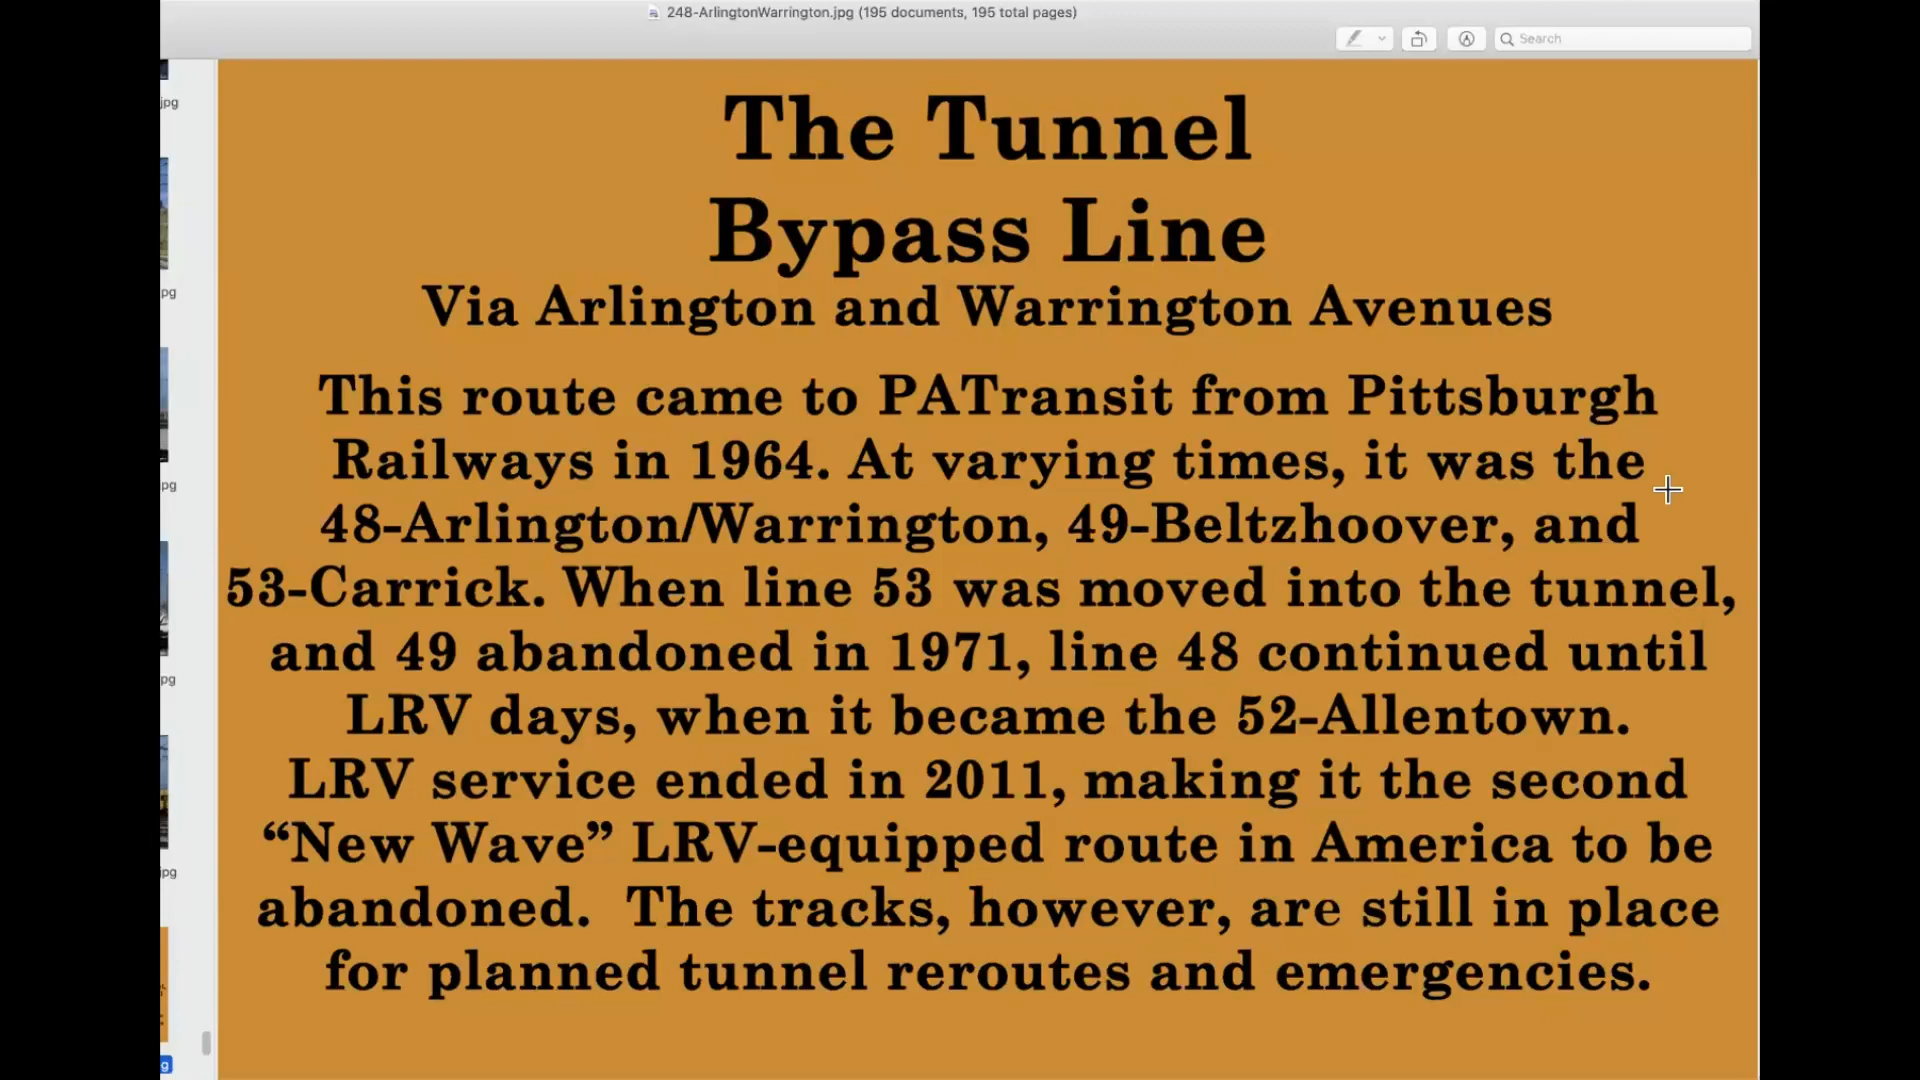 248-ArlingtonWarrington.jpg (195 documents, 195 total pages)
Search
The Tunnel
Bypass Line
Via Arlington and Warrington Avenues
This route came to PATransit from Pittsburgh
Railways in 1964. At varying times, it was the
48-Arlington/Warrington, 49-Beltzhoover, and
53-Carrick. When line 53 was moved into the tunnel,
and 49 abandoned in 1971, line 48 continued until
LRV days, when it became the 52-Allentown.
LRV service ended in 2011, making it the second
“New Wave” LRV-equipped route in America to be
abandoned.  The tracks, however, are still in place
for planned tunnel reroutes and emergencies.
jpg
pg
pg
pg
jpg
g